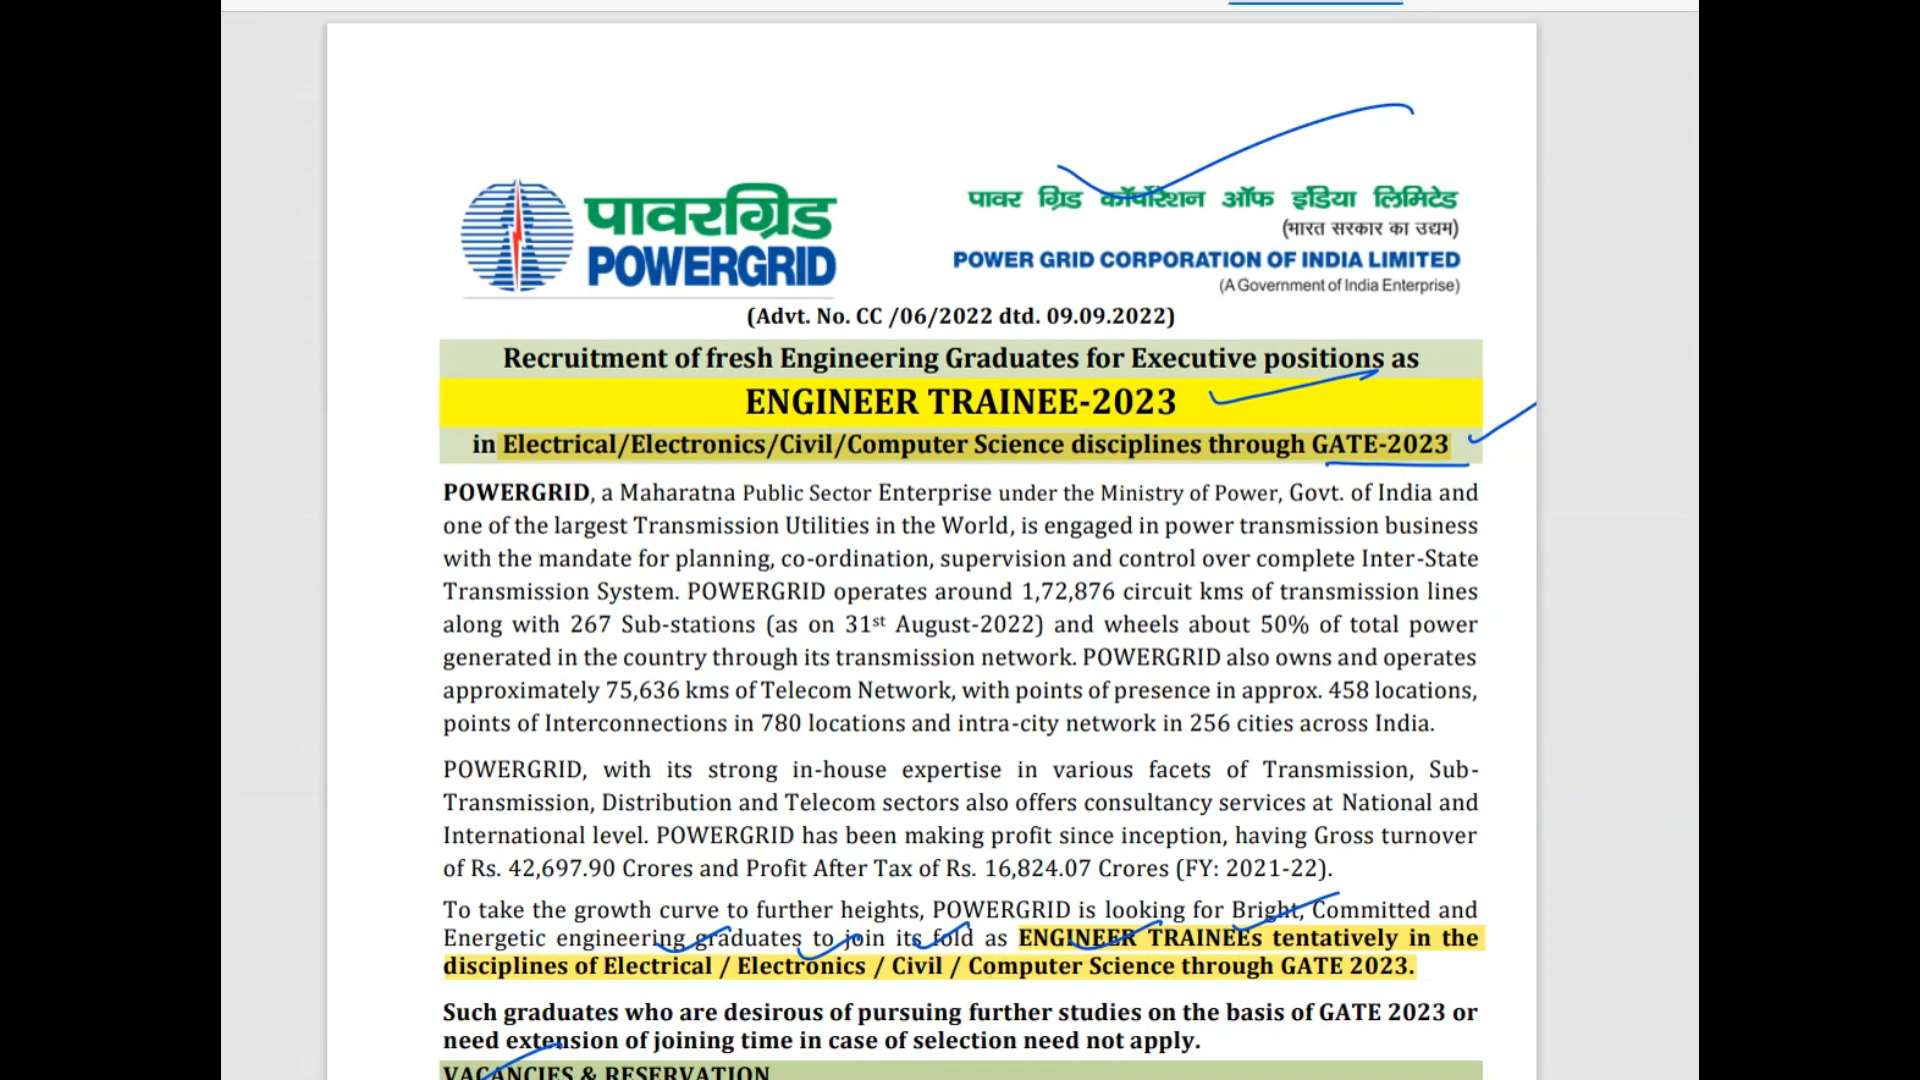 पावरग्रिड
POWERGRID
पावर ग्रिड कॉर्पोरेशन ऑफ इंडिया लिमिटेड
(भारत सरकार का उद्यम)
POWER GRID CORPORATION OF INDIA LIMITED
(A Government of India Enterprise)
(Advt. No. CC /06/2022 dtd. 09.09.2022)
Recruitment of fresh Engineering Graduates for Executive positions as
ENGINEER TRAINEE-2023
in Electrical/Electronics/Civil/Computer Science disciplines through GATE-2023
POWERGRID, a Maharatna Public Sector Enterprise under the Ministry of Power, Govt. of India and
one of the largest Transmission Utilities in the World, is engaged in power transmission business
with the mandate for planning, co-ordination, supervision and control over complete Inter-State
Transmission System. POWERGRID operates around 1,72,876 circuit kms of transmission lines
along with 267 Sub-stations (as on 31st August-2022) and wheels about 50% of total power
generated in the country through its transmission network. POWERGRID also owns and operates
approximately 75,636 kms of Telecom Network, with points of presence in approx. 458 locations,
points of Interconnections in 780 locations and intra-city network in 256 cities across India.
POWERGRID, with its strong in-house expertise in various facets of Transmission, Sub-
Transmission, Distribution and Telecom sectors also offers consultancy services at National and
International level. POWERGRID has been making profit since inception, having Gross turnover
of Rs. 42,697.90 Crores and Profit After Tax of Rs. 16,824.07 Crores (FY: 2021-22).
To take the growth curve to further heights, POWERGRID is looking for Bright, Committed and
Energetic engineering graduates to join its fold as ENGINEER TRAINEEs tentatively in the
disciplines of Electrical / Electronics / Civil / Computer Science through GATE 2023.
Such graduates who are desirous of pursuing further studies on the basis of GATE 2023 or
need extension of joining time in case of selection need not apply.
VACANCIES & RESERVATION